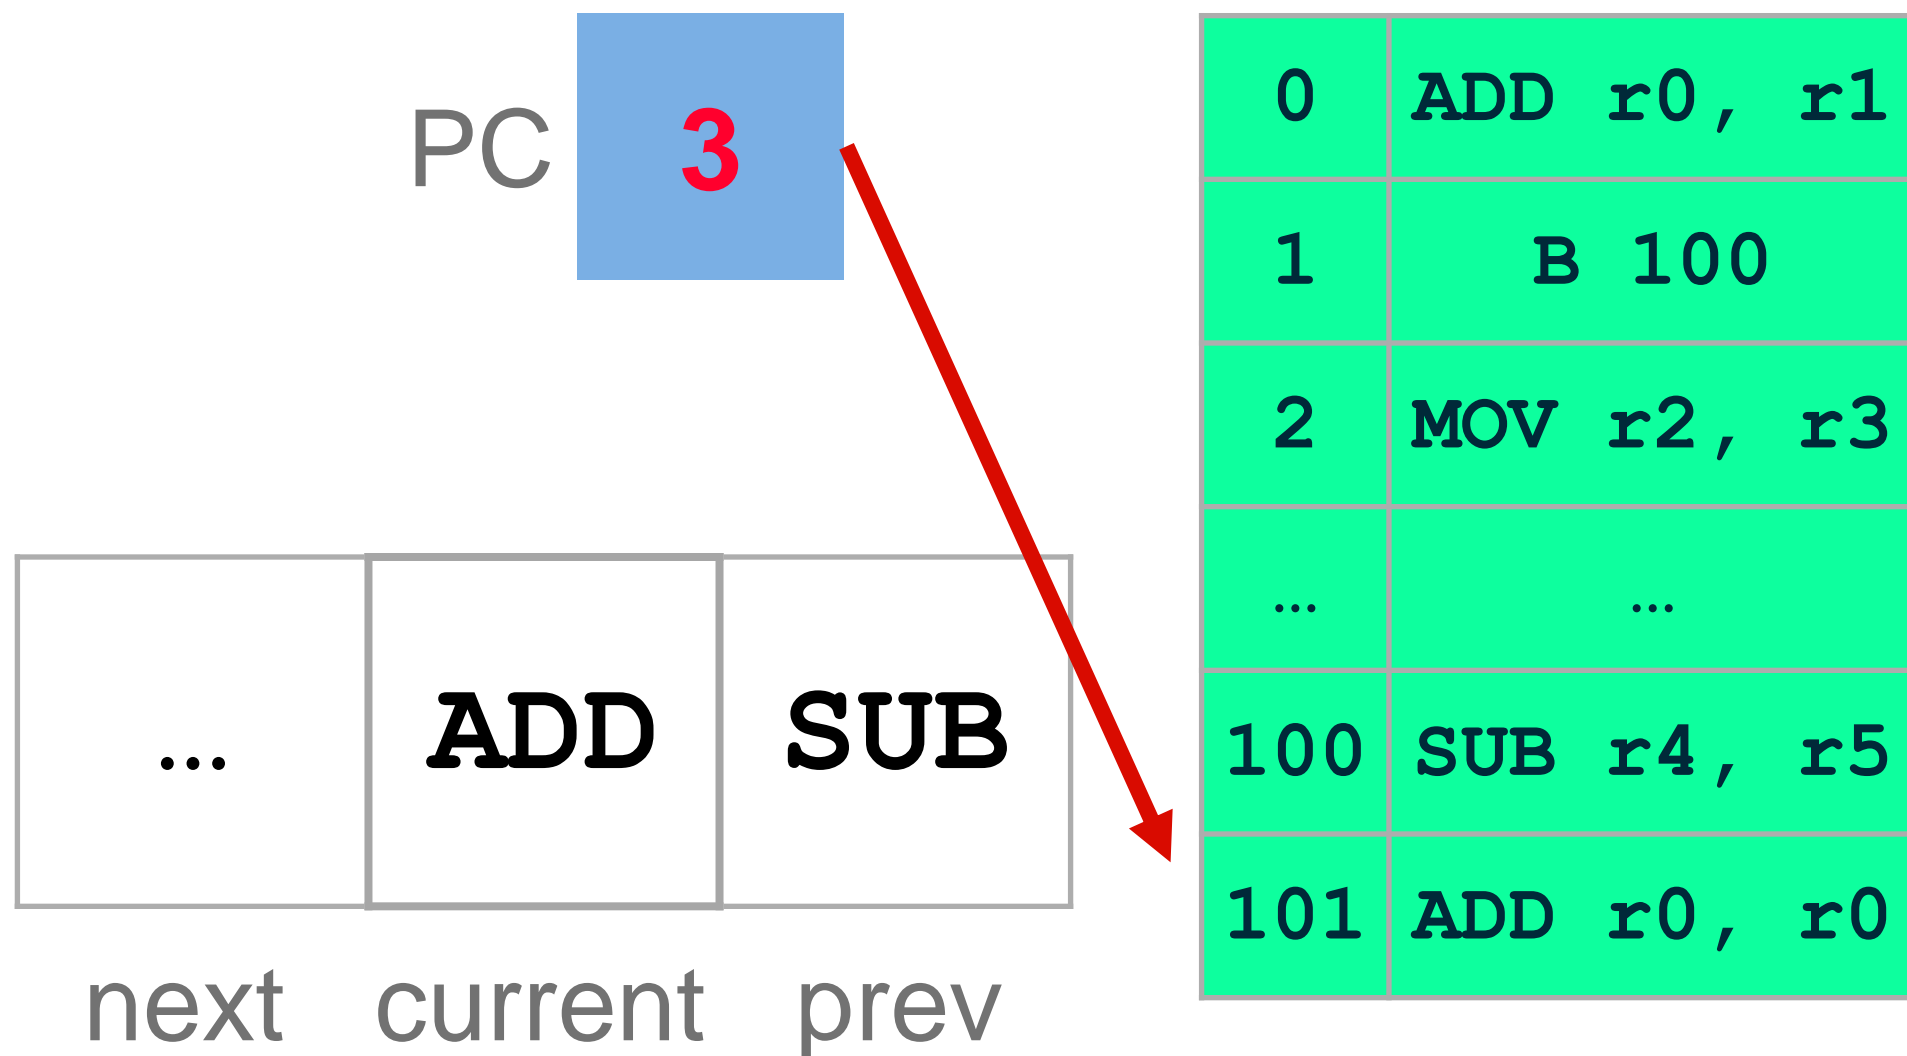 PC 3
0 ADD r0, r1
1 B 100
2 MOV r2, r3
… …
100 SUB r4, r5
101 ADD r0, r0
… ADD SUB
next current prev